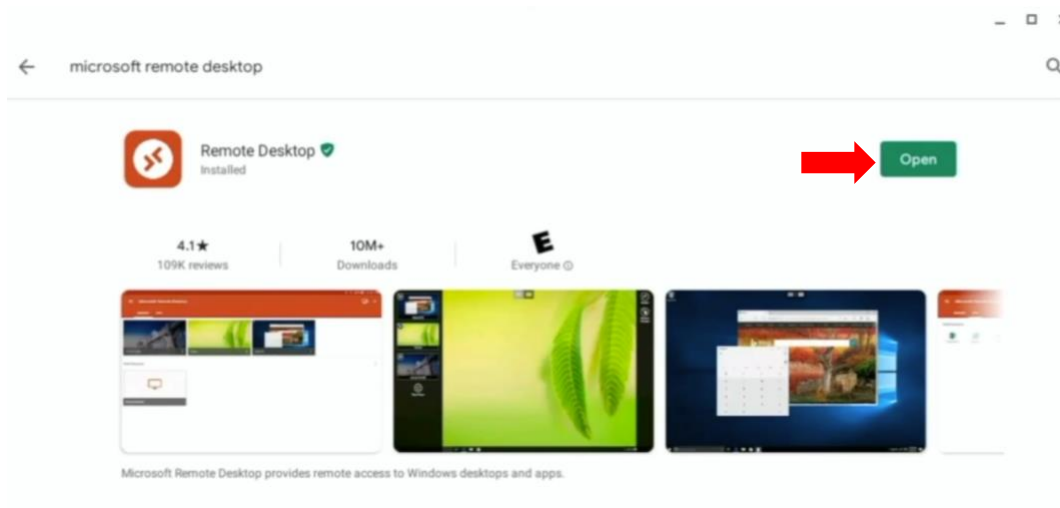 microsoft remote desktop
Remote Desktop
Installed
Open
4.1★
109K reviews
10M+
Downloads
E
Everyone
Microsoft Remote Desktop provides remote access to Windows desktops and apps.